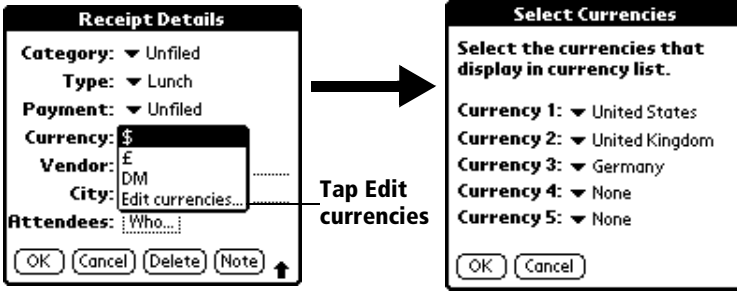 Receipt Details
Category: Unfiled
Type: Lunch
Payment: Unfiled
Currency: $
£
DM
Edit currencies...
Vendor:
City:
Attendees: Who...
OK Cancel Delete Note
Tap Edit
currencies
Select Currencies
Select the currencies that
display in currency list.
Currency 1: United States
Currency 2: United Kingdom
Currency 3: Germany
Currency 4: None
Currency 5: None
OK Cancel